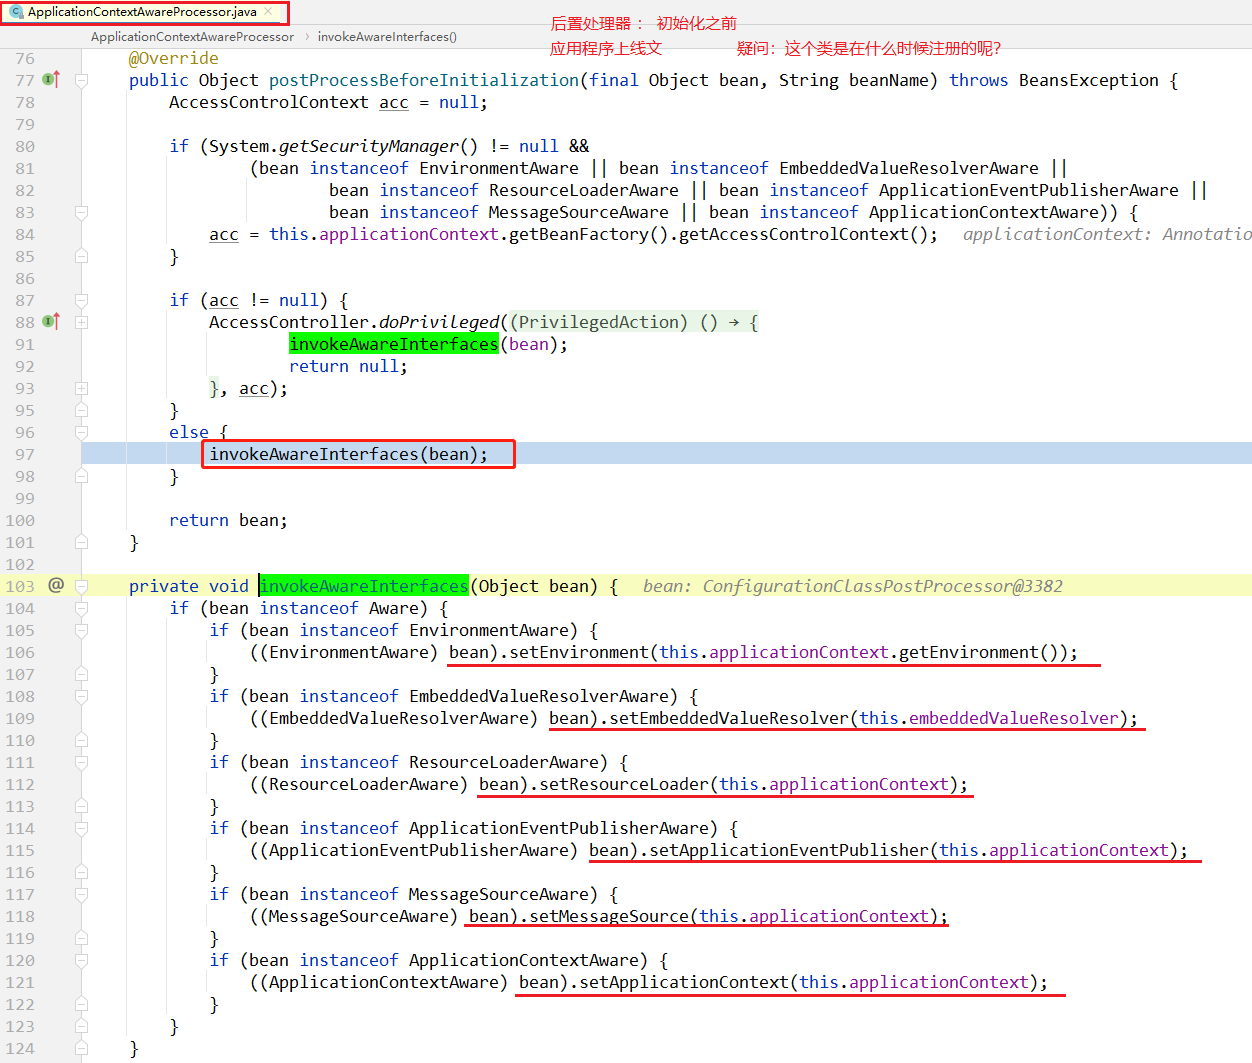 ApplicationContextAwareProcessor.java ×
后置处理器： 初始化之前
ApplicationContextAwareProcessor › invokeAwareInterfaces()
应用程序上线文 疑问：这个类是在什么时候注册的呢？
76 @Override
77 public Object postProcessBeforeInitialization(final Object bean, String beanName) throws BeansException {
78 AccessControlContext acc = null;
79
80 if (System.getSecurityManager() != null &&
81 (bean instanceof EnvironmentAware || bean instanceof EmbeddedValueResolverAware ||
82 bean instanceof ResourceLoaderAware || bean instanceof ApplicationEventPublisherAware ||
83 bean instanceof MessageSourceAware || bean instanceof ApplicationContextAware)) {
84 acc = this.applicationContext.getBeanFactory().getAccessControlContext(); applicationContext: Annotatio
85 }
86
87 if (acc != null) {
88 AccessController.doPrivileged((PrivilegedAction) () → {
91 invokeAwareInterfaces(bean);
92 return null;
93 }, acc);
95 }
96 else {
97 invokeAwareInterfaces(bean);
98 }
99
100 return bean;
101 }
102
103 @ private void invokeAwareInterfaces(Object bean) { bean: ConfigurationClassPostProcessor@3382
104 if (bean instanceof Aware) {
105 if (bean instanceof EnvironmentAware) {
106 ((EnvironmentAware) bean).setEnvironment(this.applicationContext.getEnvironment());
107 }
108 if (bean instanceof EmbeddedValueResolverAware) {
109 ((EmbeddedValueResolverAware) bean).setEmbeddedValueResolver(this.embeddedValueResolver);
110 }
111 if (bean instanceof ResourceLoaderAware) {
112 ((ResourceLoaderAware) bean).setResourceLoader(this.applicationContext);
113 }
114 if (bean instanceof ApplicationEventPublisherAware) {
115 ((ApplicationEventPublisherAware) bean).setApplicationEventPublisher(this.applicationContext);
116 }
117 if (bean instanceof MessageSourceAware) {
118 ((MessageSourceAware) bean).setMessageSource(this.applicationContext);
119 }
120 if (bean instanceof ApplicationContextAware) {
121 ((ApplicationContextAware) bean).setApplicationContext(this.applicationContext);
122 }
123 }
124 }